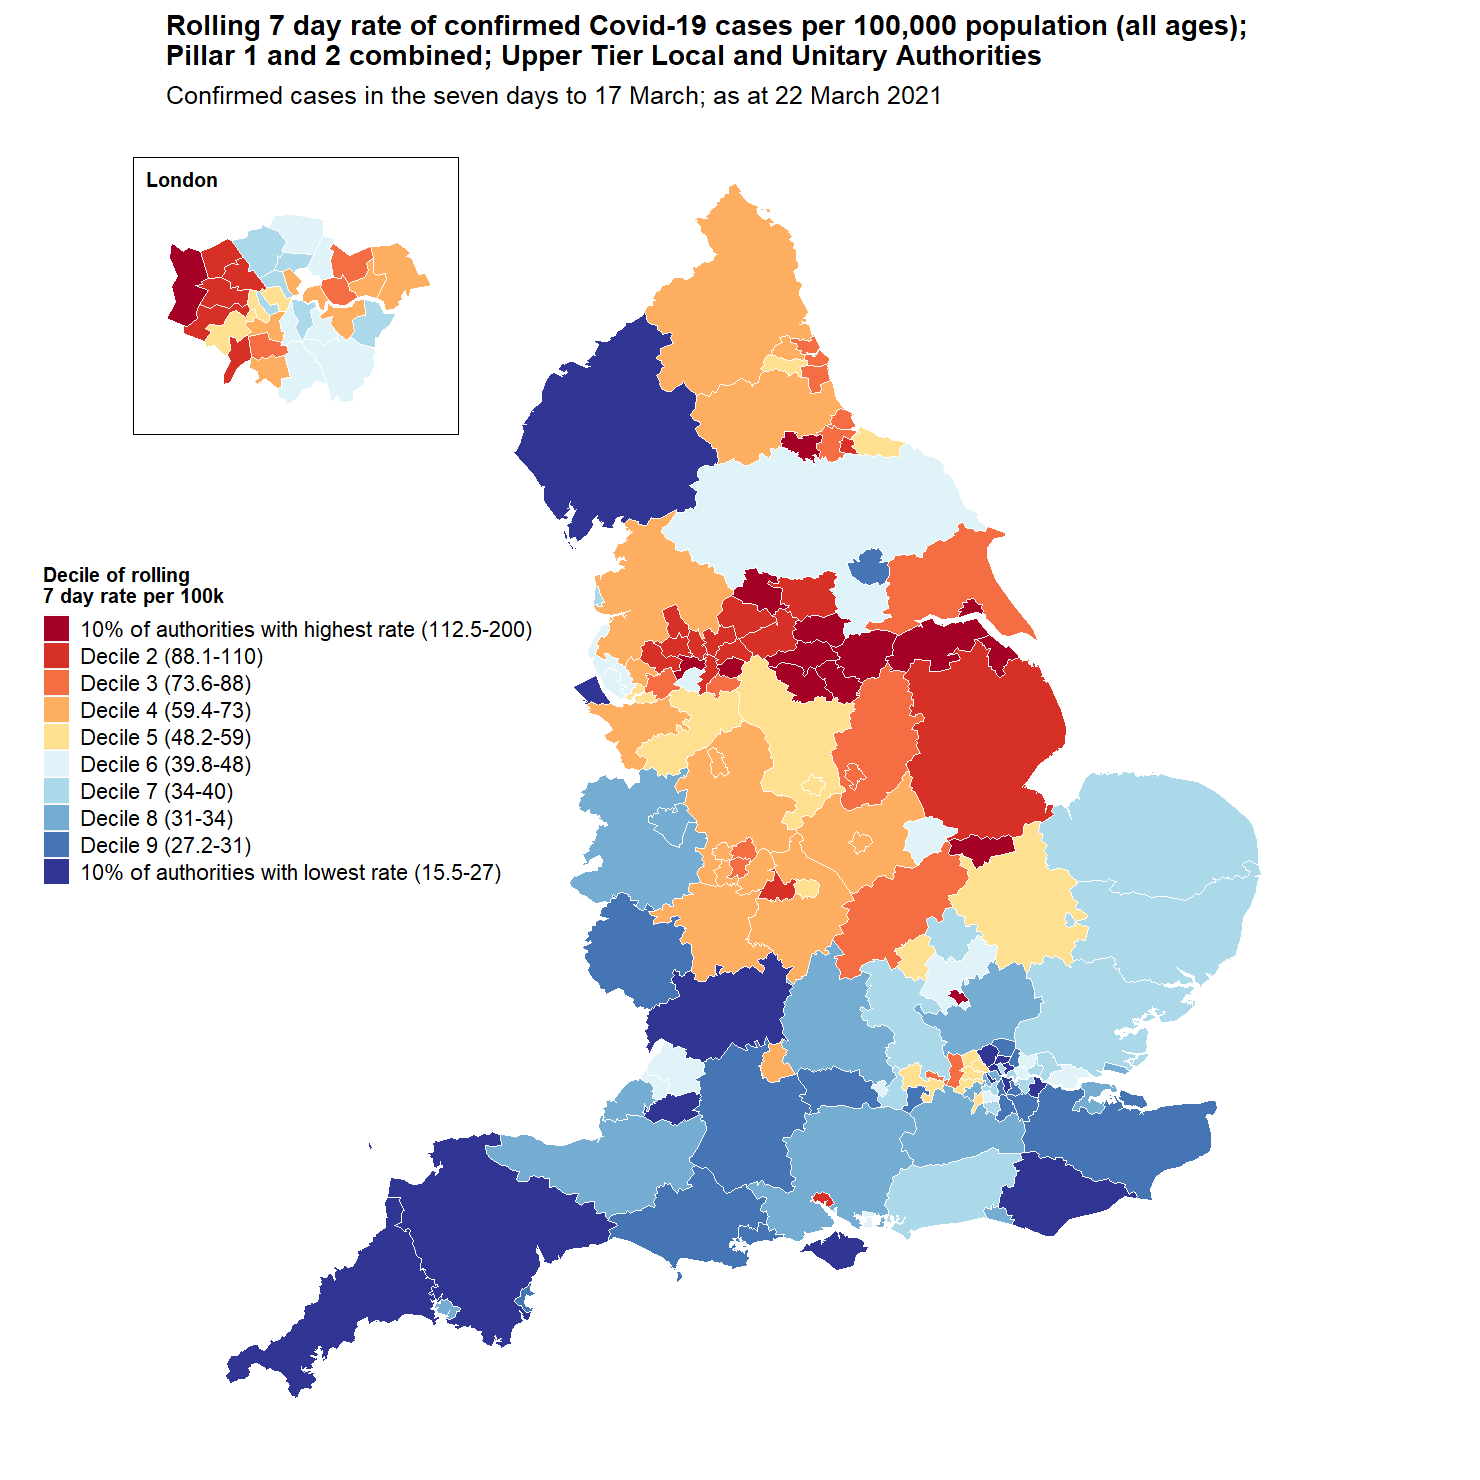 Rolling 7 day rate of confirmed Covid-19 cases per 100,000 population (all ages);
Pillar 1 and 2 combined; Upper Tier Local and Unitary Authorities
Confirmed cases in the seven days to 17 March; as at 22 March 2021
London
Decile of rolling
7 day rate per 100k
10% of authorities with highest rate (112.5-200)
Decile 2 (88.1-110)
Decile 3 (73.6-88)
Decile 4 (59.4-73)
Decile 5 (48.2-59)
Decile 6 (39.8-48)
Decile 7 (34-40)
Decile 8 (31-34)
Decile 9 (27.2-31)
10% of authorities with lowest rate (15.5-27)